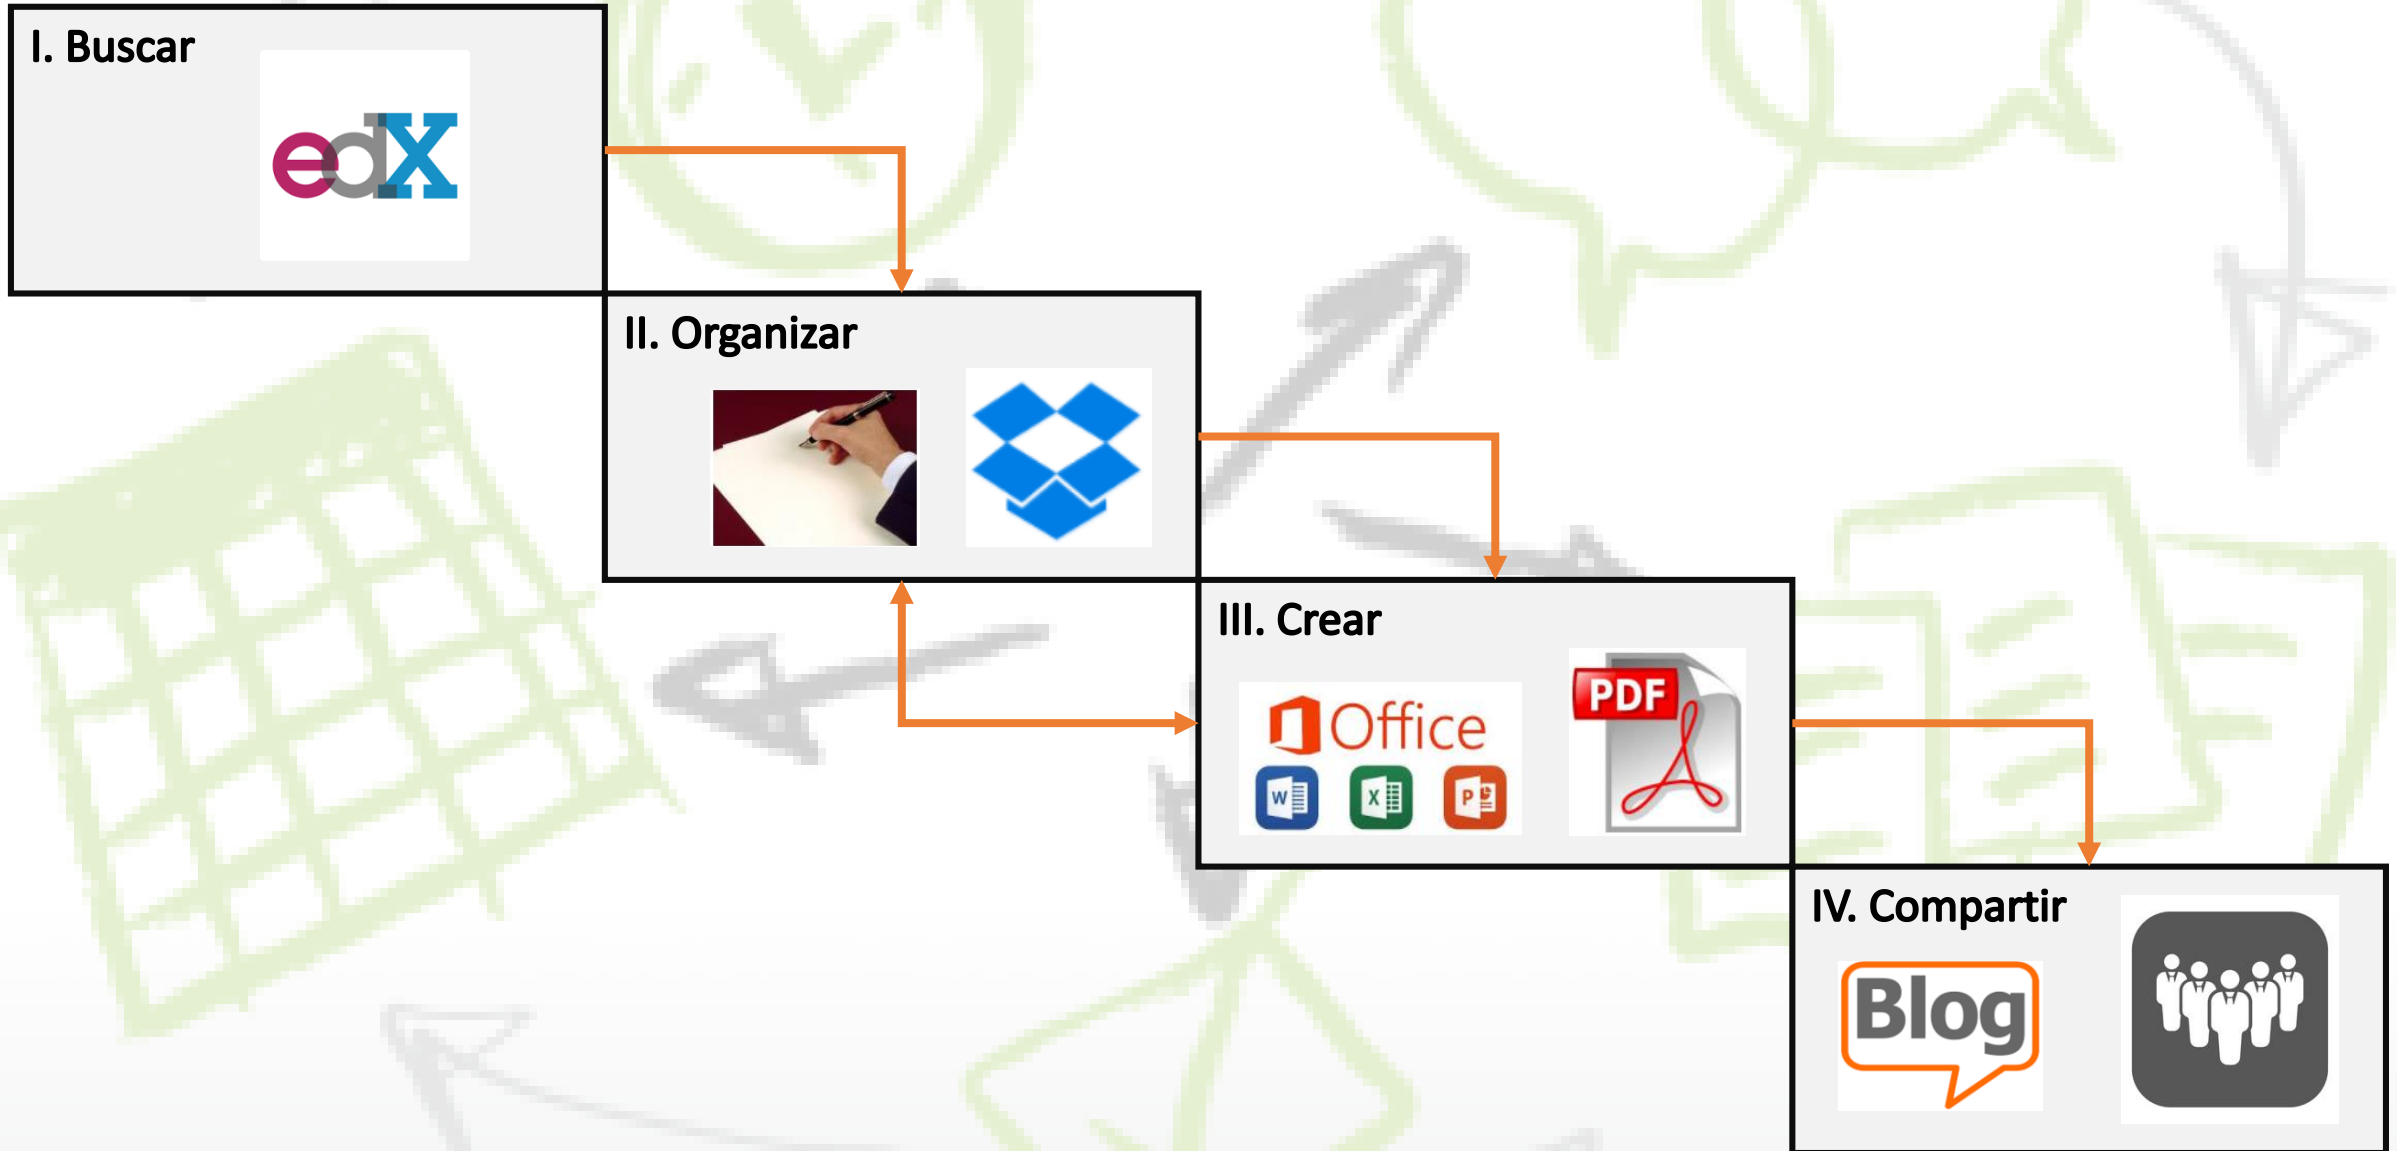 I. Buscar
edX
II. Organizar
III. Crear
Office
W
X
P
PDF
IV. Compartir
Blog